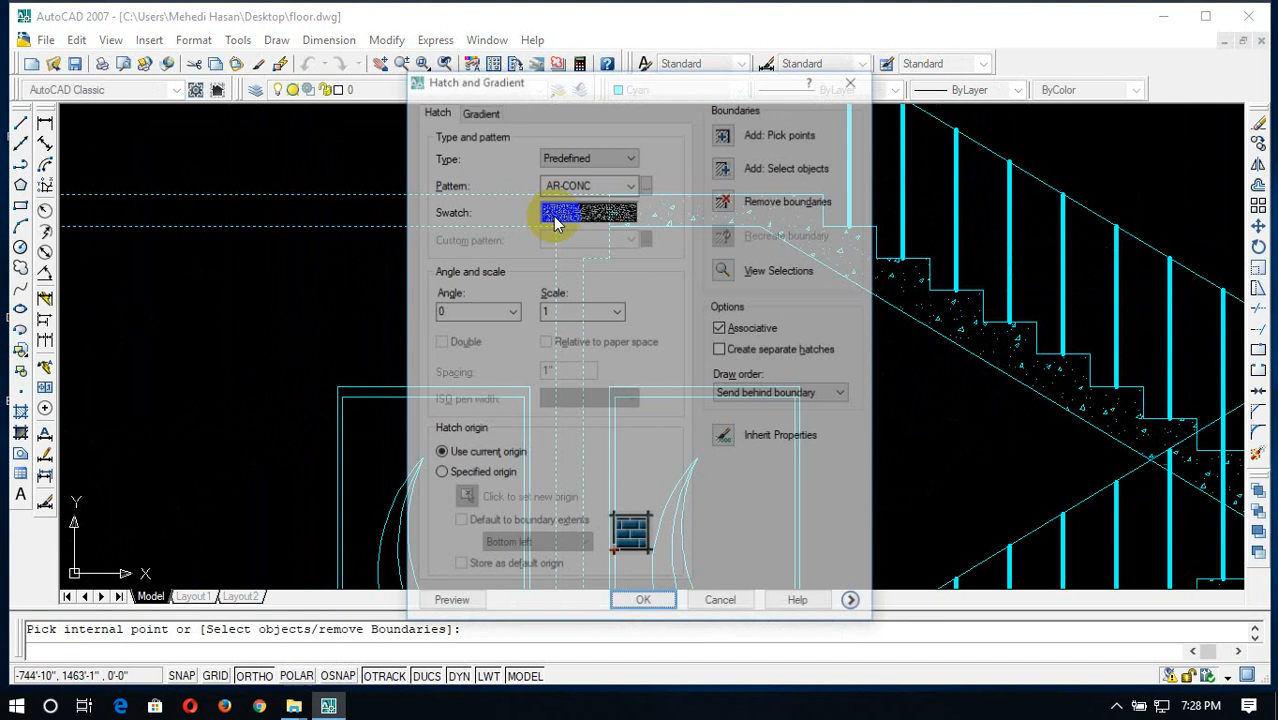 AutoCAD 2007 - [C:\Users\Mehedi Hasan\Desktop\floor.dwg]
File Edit View Insert Format Tools Draw Dimension Modify Express Window Help
Standard Standard Standard
AutoCAD Classic 0 Cyan ByLayer ByLayer ByColor
Hatch and Gradient ?
Hatch Gradient
Type and pattern
Type: Predefined
Pattern: AR-CONC ...
Swatch:
Custom pattern:
Angle and scale
Angle: Scale:
0 1
Double Relative to paper space
Spacing: 1"
ISO pen width:
Hatch origin
Use current origin
Specified origin
Click to set new origin
Default to boundary extents
Bottom left
Store as default origin
Boundaries
Add: Pick points
Add: Select objects
Remove boundaries
Recreate boundary
View Selections
Options
Associative
Create separate hatches
Draw order:
Send behind boundary
Inherit Properties
Preview OK Cancel Help
Y
X
Model Layout1 Layout2
Pick internal point or [Select objects/remove Boundaries]:
-744'-10", 1463'-1" , 0'-0" SNAP GRID ORTHO POLAR OSNAP OTRACK DUCS DYN LWT MODEL
7:28 PM